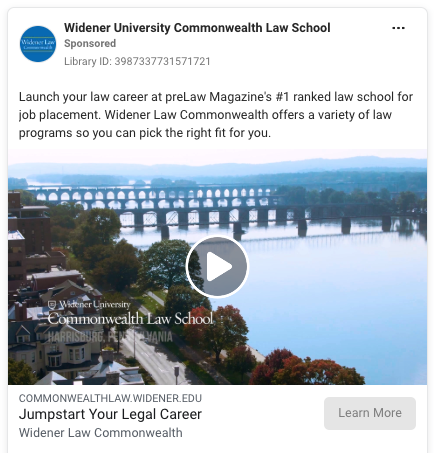 Widener University Commonwealth Law School
Sponsored
Library ID: 3987337731571721
Launch your law career at preLaw Magazine's #1 ranked law school for
job placement. Widener Law Commonwealth offers a variety of law
programs so you can pick the right fit for you.
Widener Law
Commonwealth
Widener University
Commonwealth Law School
HARRISBURG, PENNSYLVANIA
COMMONWEALTHLAW.WIDENER.EDU
Jumpstart Your Legal Career
Widener Law Commonwealth
Learn More